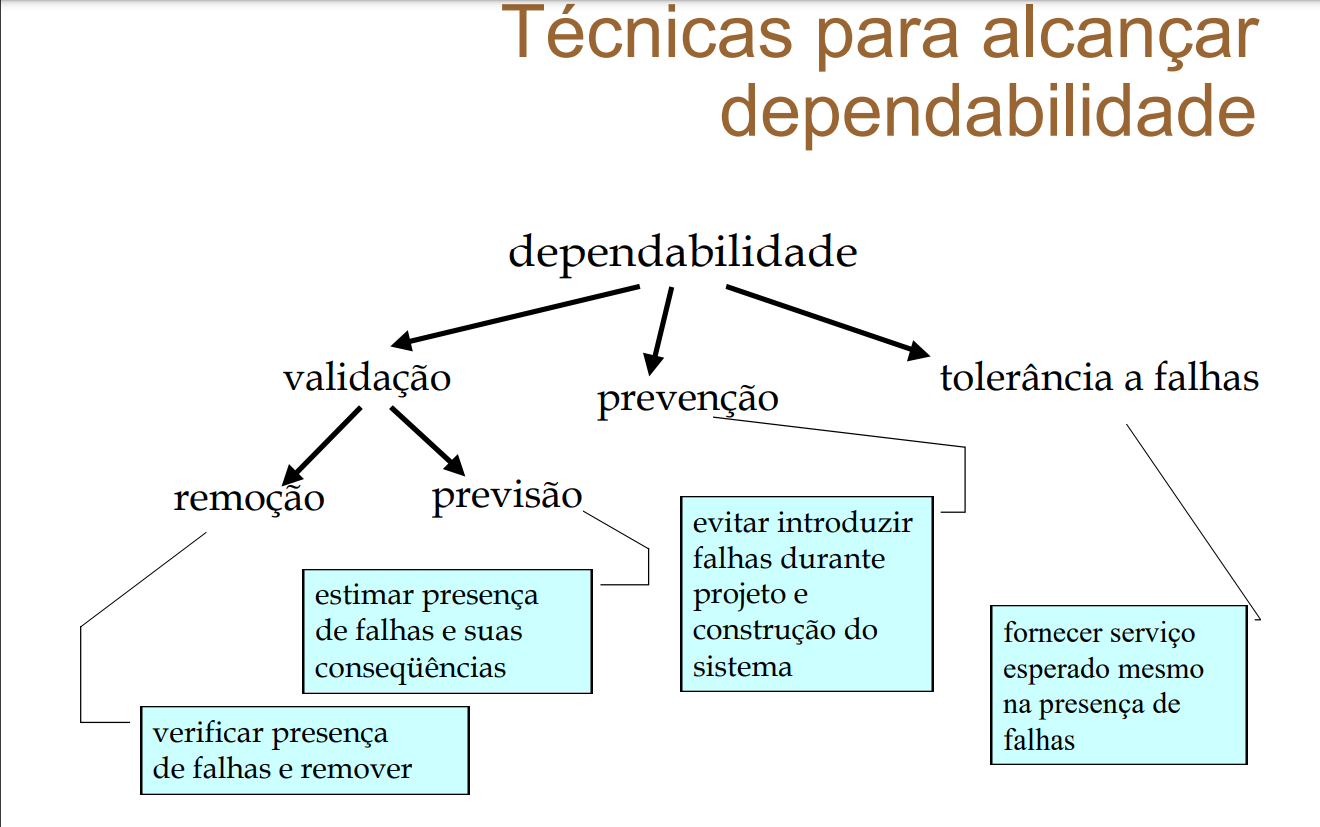 Técnicas para alcançar
dependabilidade
dependabilidade
validação
prevenção
tolerância a falhas
remoção
previsão
evitar introduzir
falhas durante
projeto e
construção do
sistema
estimar presença
de falhas e suas
conseqüências
fornecer serviço
esperado mesmo
na presença de
falhas
verificar presença
de falhas e remover